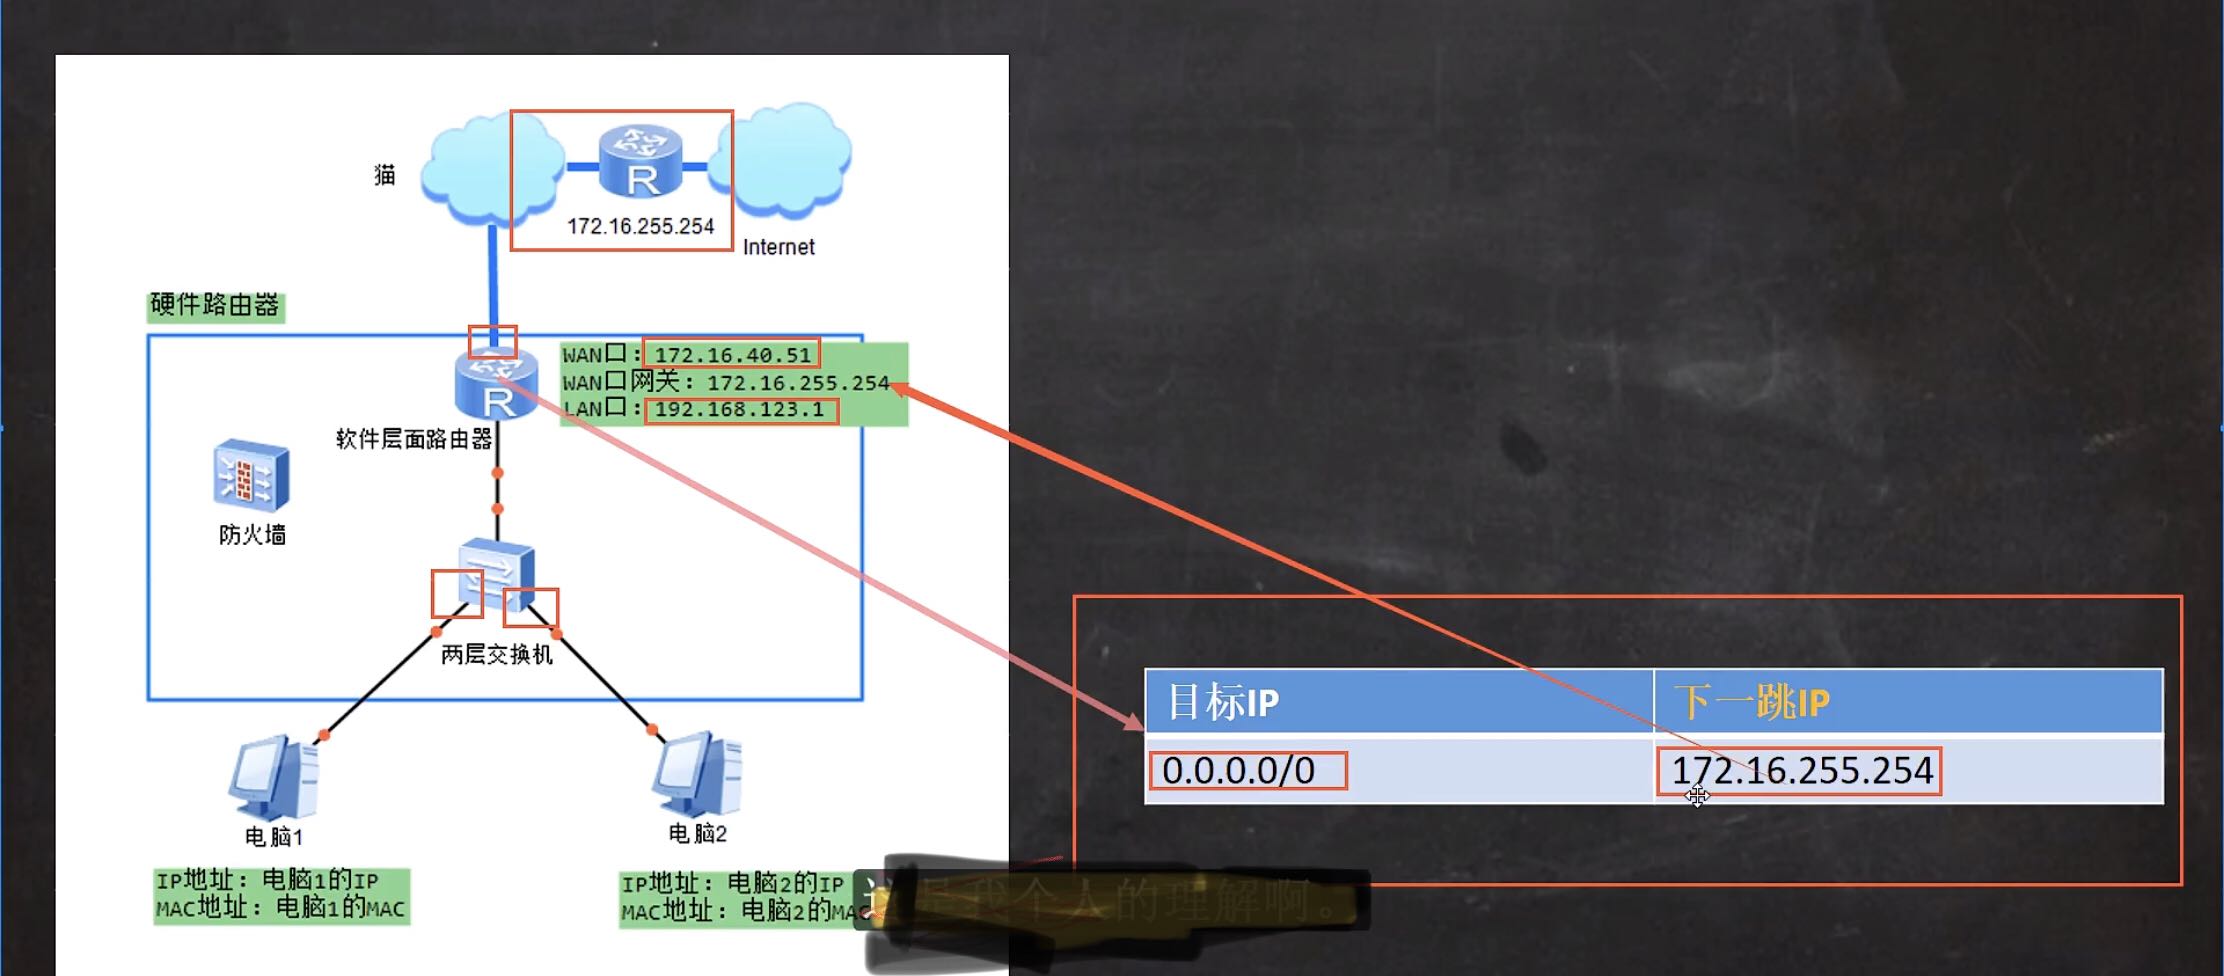 猫
172.16.255.254
Internet
硬件路由器
WAN口：172.16.40.51
WAN口网关：172.16.255.254
LAN口：192.168.123.1
R
R
软件层面路由器
防火墙
两层交换机
电脑1
电脑2
IP地址：电脑1的IP
MAC地址：电脑1的MAC
IP地址：电脑2的IP
MAC地址：电脑2的MAC
目标IP
下一跳IP
0.0.0.0/0
172.16.255.254
这是我个人的理解啊。